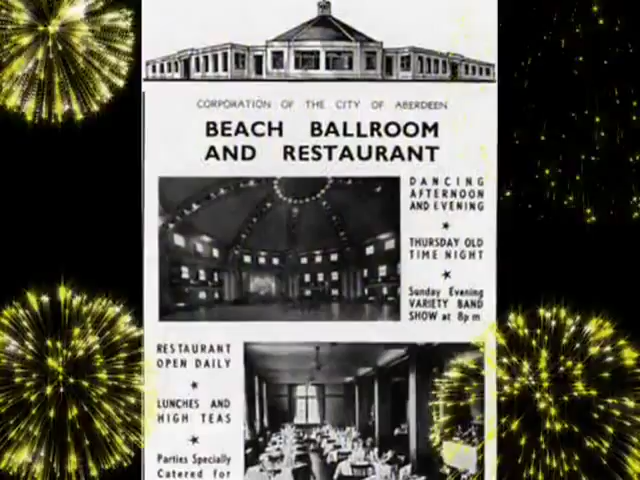 CORPORATION OF THE CITY OF ABERDEEN
BEACH BALLROOM
AND RESTAURANT
DANCING
AFTERNOON
AND EVENING
THURSDAY OLD
TIME NIGHT
Sunday Evening
VARIETY BAND
SHOW at 8pm
RESTAURANT
OPEN DAILY
LUNCHES AND
HIGH TEAS
Parties Specially
Catered for